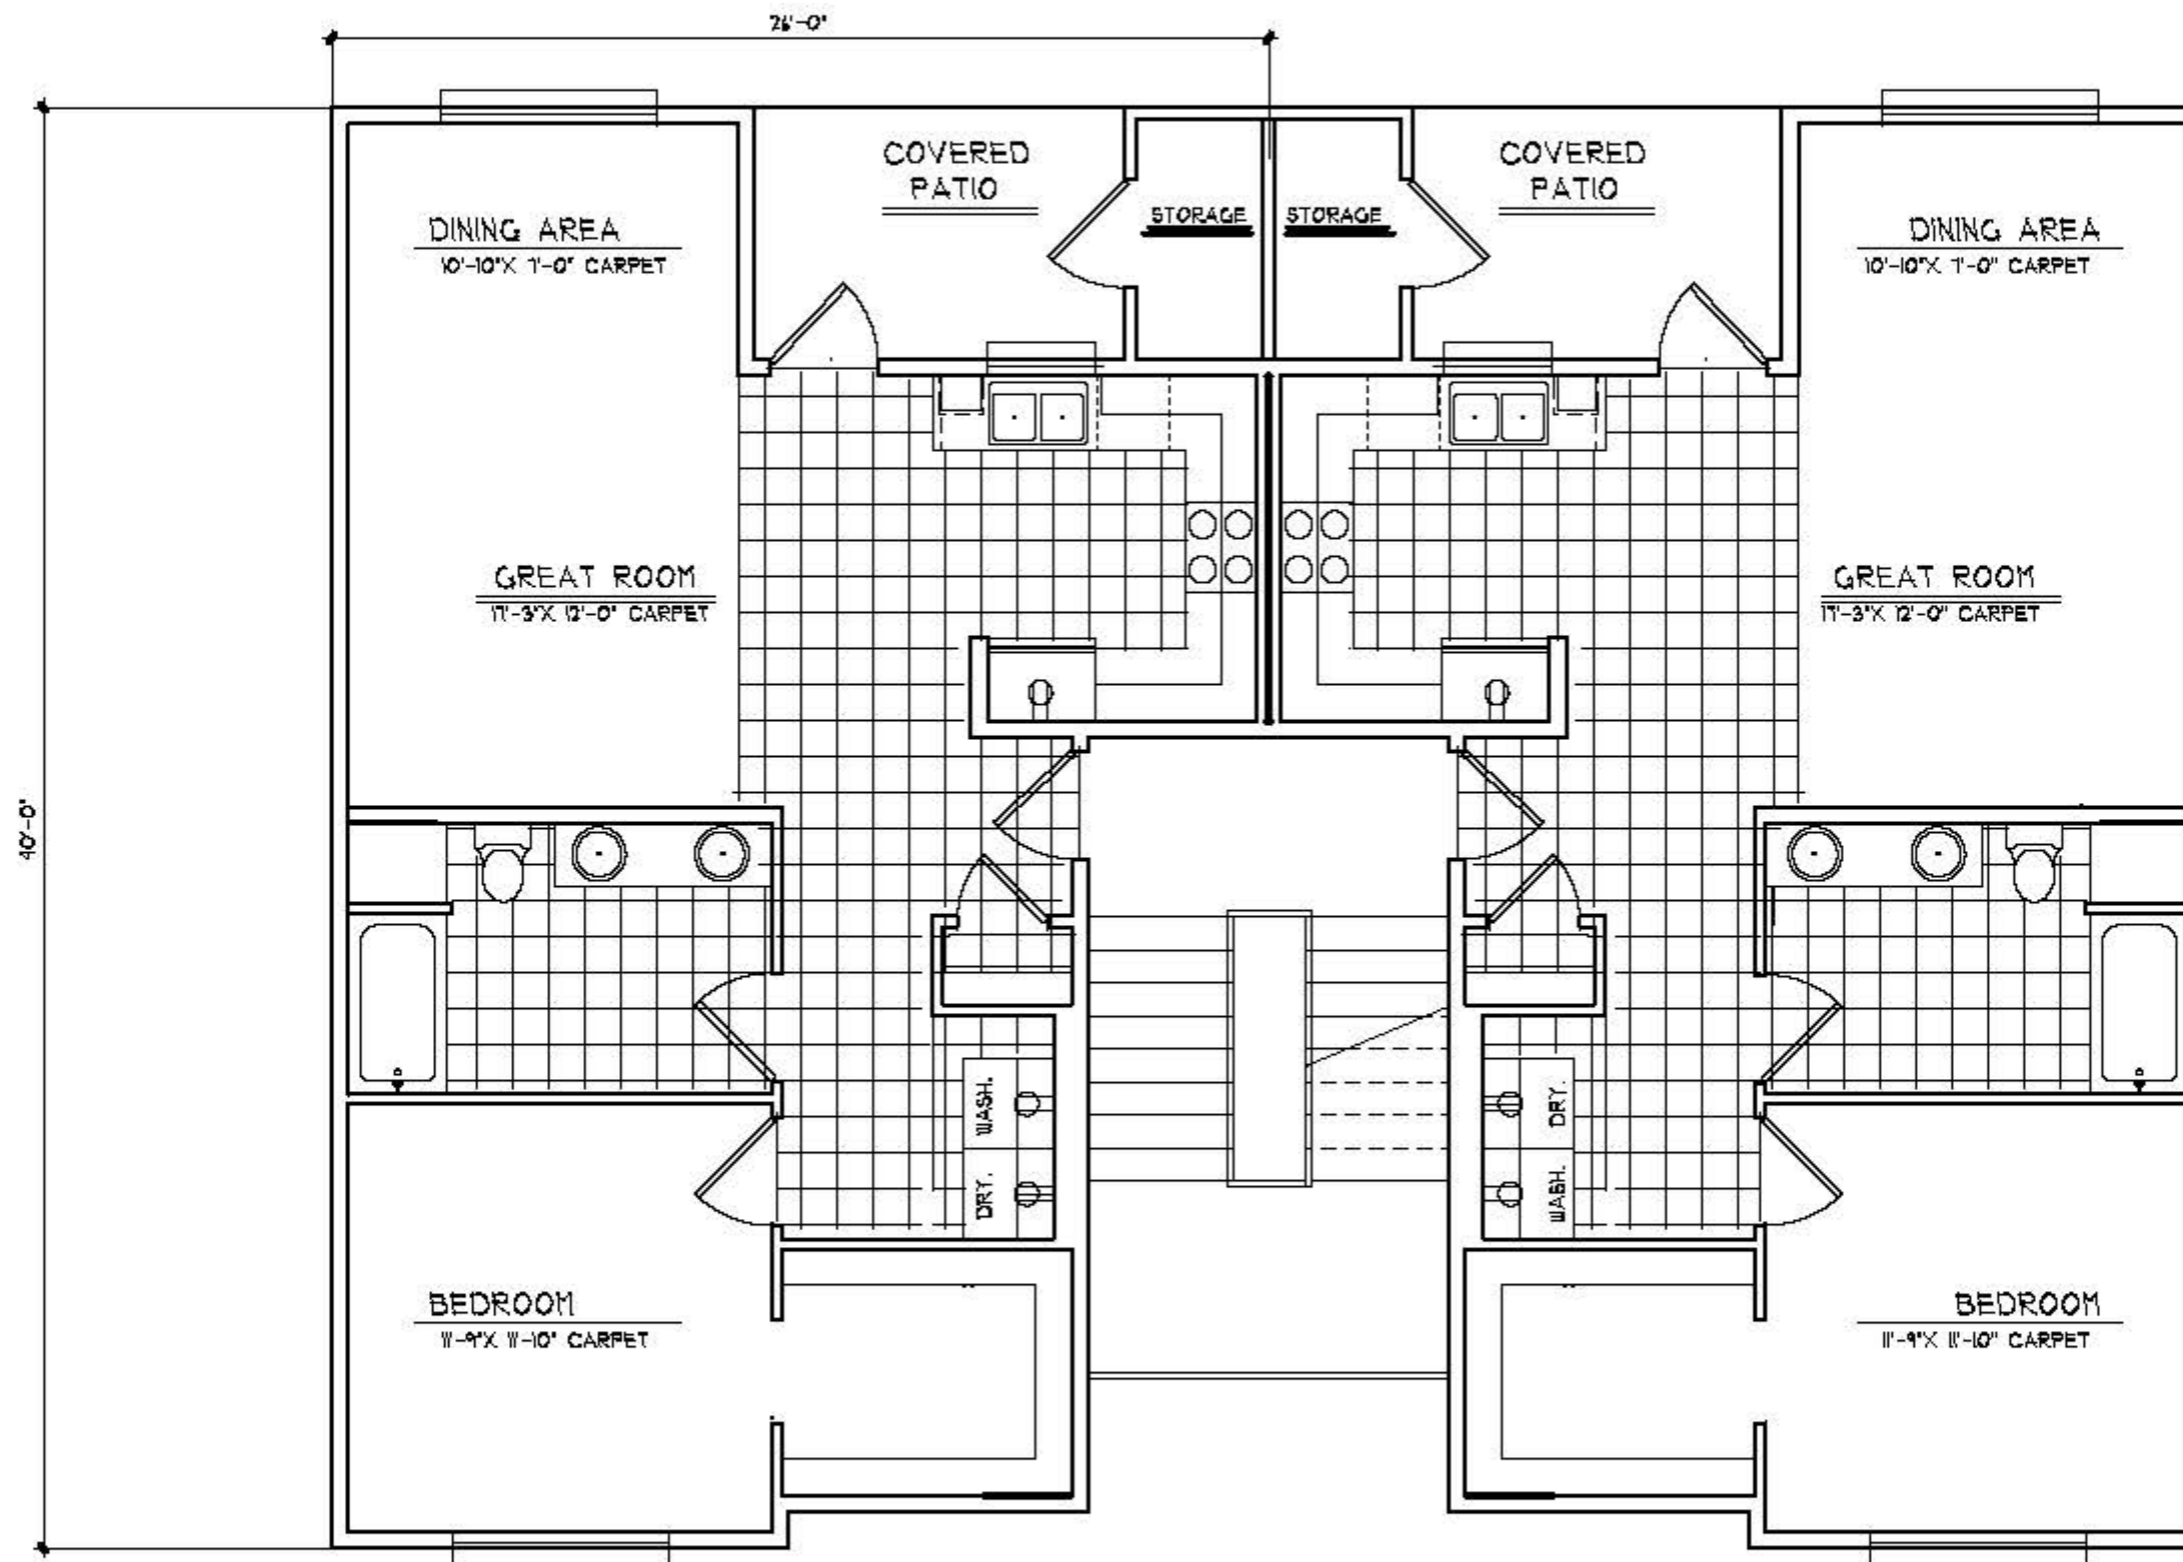 26'-0"
COVERED
PATIO
COVERED
PATIO
STORAGE
STORAGE
DINING AREA
10'-10"X 7'-0" CARPET
DINING AREA
10'-10"X 7'-0" CARPET
GREAT ROOM
17'-3"X 12'-0" CARPET
GREAT ROOM
17'-3"X 12'-0" CARPET
40'-0"
WASH.
DRY.
DRY.
WASH.
BEDROOM
11'-9"X 11'-10" CARPET
BEDROOM
11'-9"X 11'-10" CARPET